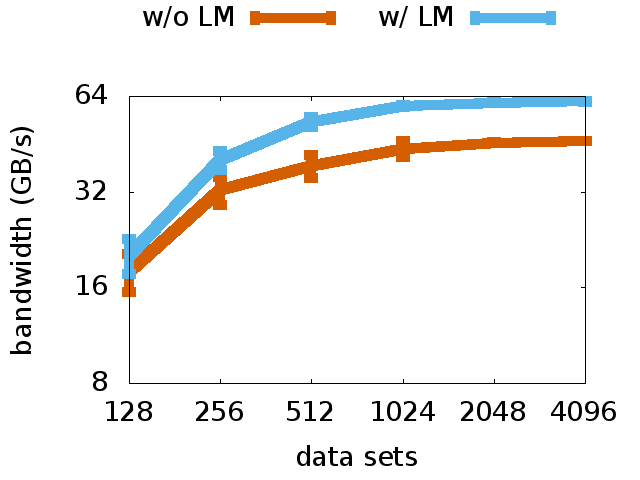 w/o LM w/ LM
64
32
16
8
bandwidth (GB/s)
128 256 512 1024 2048 4096
data sets